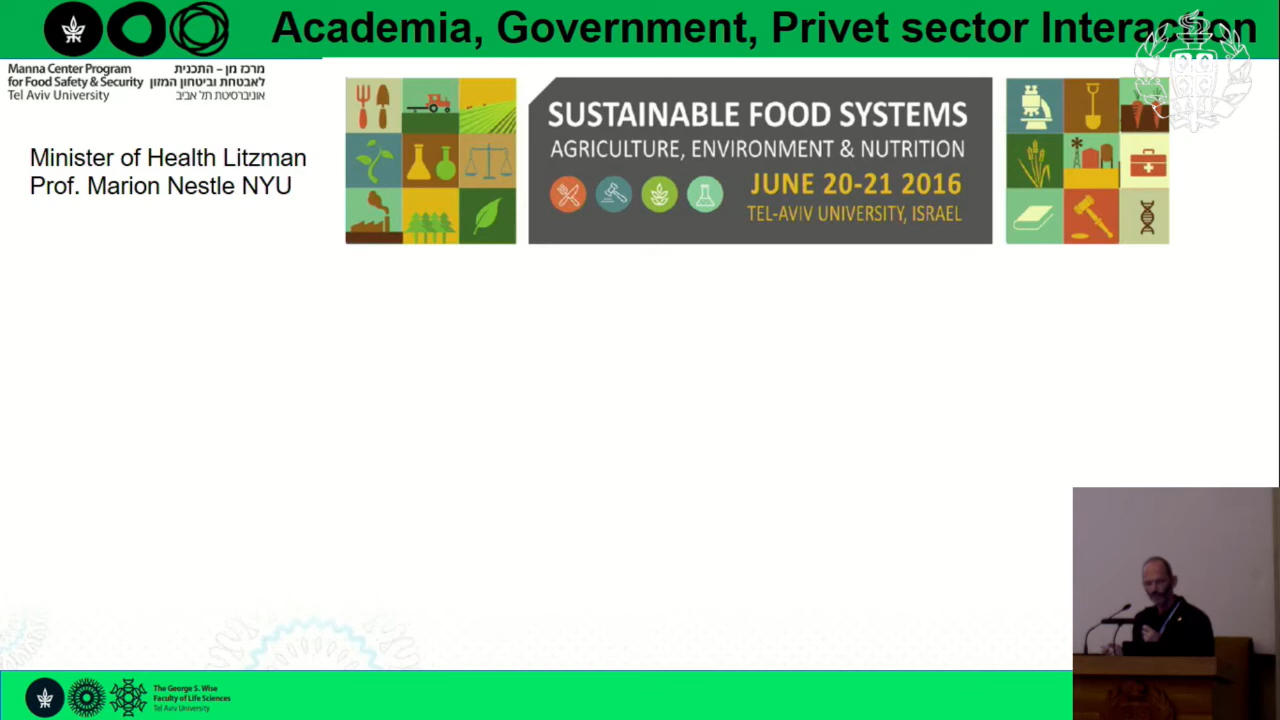 Academia, Government, Privet sector Interaction
Manna Center Program
for Food Safety & Security
Tel Aviv University
מרכז מן – התכנית
לאבטחת וביטחון המזון
אוניברסיטת תל אביב
Minister of Health Litzman
Prof. Marion Nestle NYU
SUSTAINABLE FOOD SYSTEMS
AGRICULTURE, ENVIRONMENT & NUTRITION
JUNE 20-21 2016
TEL-AVIV UNIVERSITY, ISRAEL
The George S. Wise
Faculty of Life Sciences
Tel Aviv University